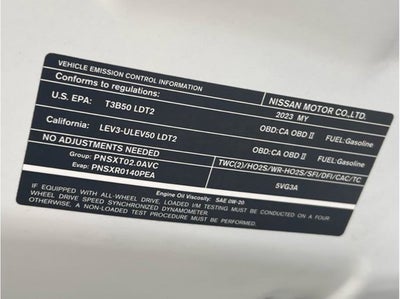 VEHICLE EMISSION CONTROL INFORMATION
NISSAN MOTOR CO.,LTD.
Conforms to regulations:
2023 MY
U.S. EPA: T3B50 LDT2
OBD:CA OBD II FUEL:Gasoline
California: LEV3-ULEV50 LDT2
OBD:CA OBD II FUEL:Gasoline
NO ADJUSTMENTS NEEDED
Group: PNSXT02.0AVC
TWC(2)/HO2S/WR-HO2S/SFI/DFI/CAC/TC
Evap: PNSXR0140PEA
5VG3A
Engine Oil Viscosity: SAE 0W-20
IF EQUIPPED WITH ALL-WHEEL DRIVE, LOADED I/M TESTING MUST BE CONDUCTED ON A FOUR
WHEEL DRIVE SPEED SYNCHRONIZED DYNAMOMETER.
OTHERWISE, A NON-LOADED TEST PROCEDURE MUST BE CONDUCTED.